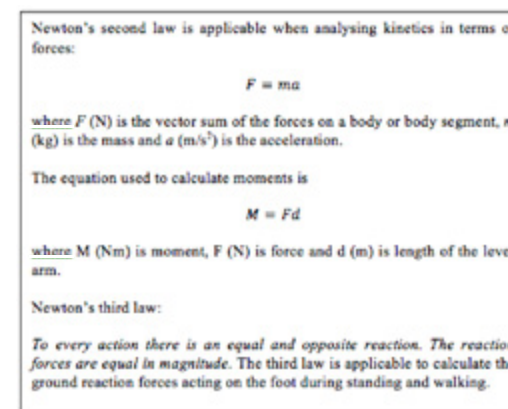 Newton's second law is applicable when analysing kinetics in terms
forces:
F = ma
where F (N) is the vector sum of the forces on a body or body segment,
(kg) is the mass and a (m/s²) is the acceleration.
The equation used to calculate moments is
M = Fd
where M (Nm) is moment, F (N) is force and d (m) is length of the leve
arm.
Newton's third law:
To every action there is an equal and opposite reaction. The reactio
forces are equal in magnitude. The third law is applicable to calculate th
ground reaction forces acting on the foot during standing and walking.